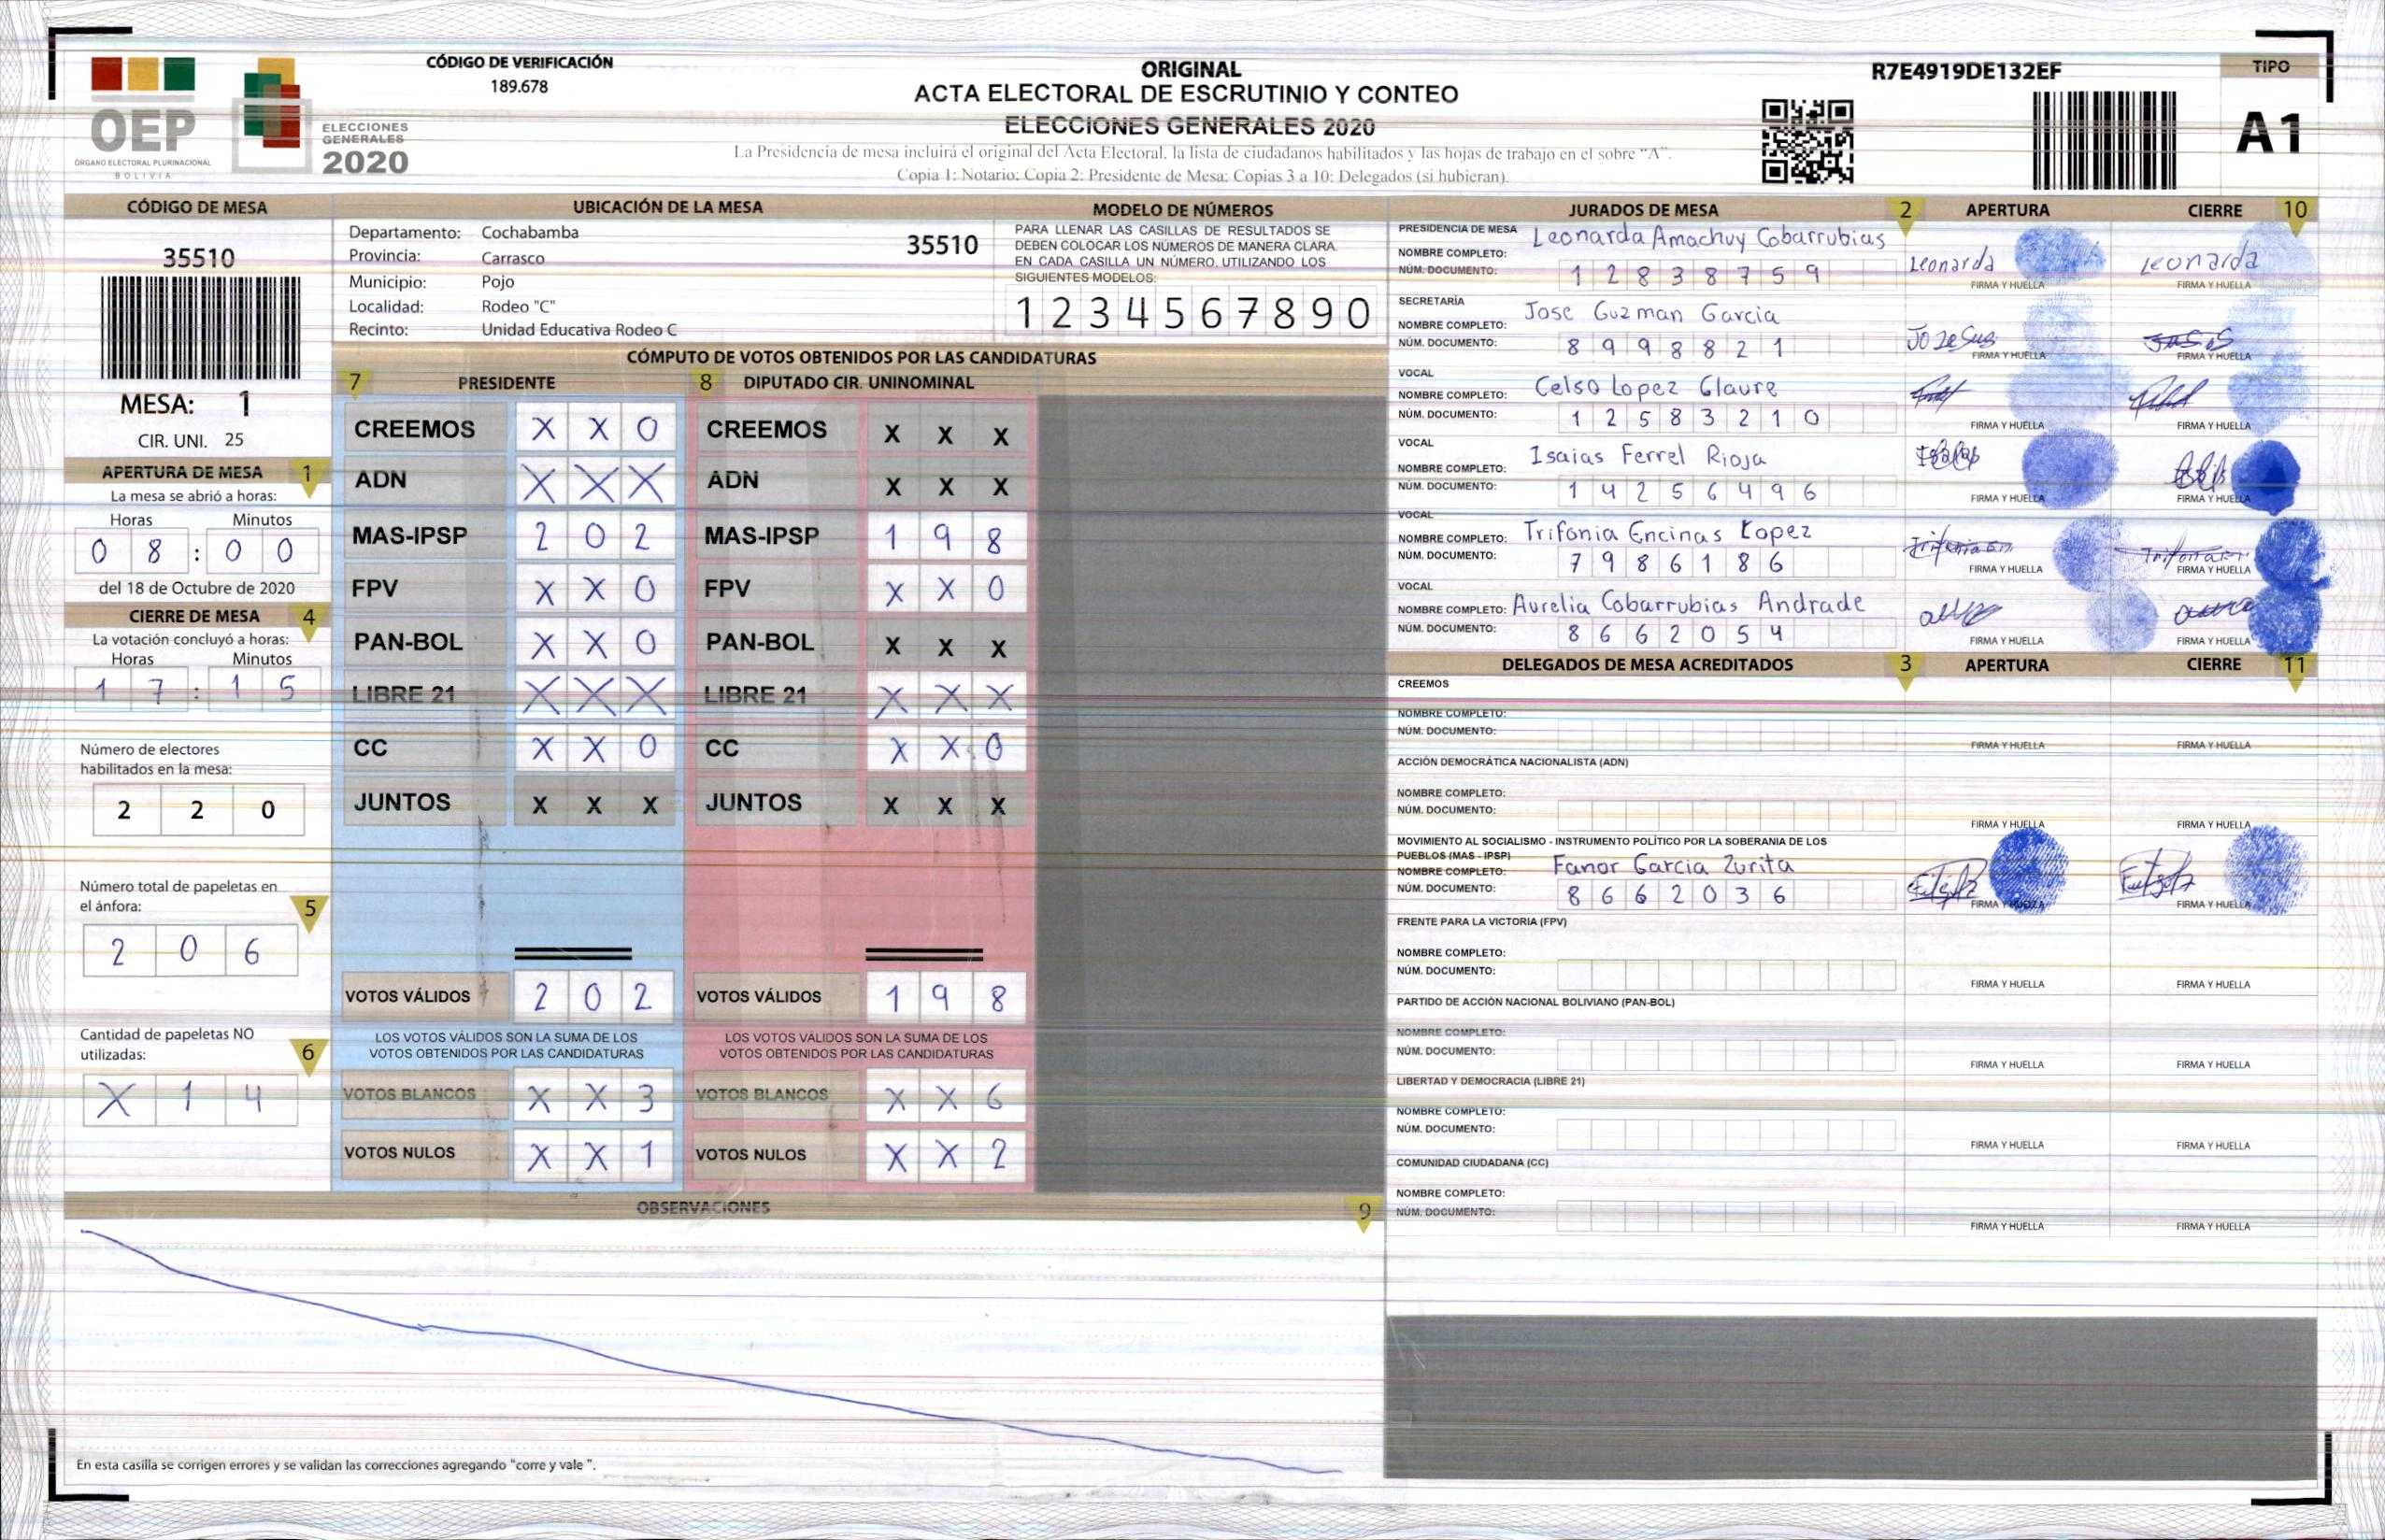 CÓDIGO DE VERIFICACIÓN
189.678
OEP
ÓRGANO ELECTORAL PLURINACIONAL
BOLIVIA
ELECCIONES
GENERALES
2020
ORIGINAL
ACTA ELECTORAL DE ESCRUTINIO Y CONTEO
ELECCIONES GENERALES 2020
La Presidencia de mesa incluirá el original del Acta Electoral, la lista de ciudadanos habilitados y las hojas de trabajo en el sobre "A".
Copia 1: Notario; Copia 2: Presidente de Mesa; Copias 3 a 10: Delegados (si hubieran).
R7E4919DE132EF
TIPO
A1
CÓDIGO DE MESA
35510
MESA: 1
CIR. UNI. 25
APERTURA DE MESA 1
La mesa se abrió a horas:
Horas Minutos
0 8 : 0 0
del 18 de Octubre de 2020
CIERRE DE MESA 4
La votación concluyó a horas:
Horas Minutos
1 7 : 1 5
Número de electores
habilitados en la mesa:
2 2 0
Número total de papeletas en
el ánfora: 5
2 0 6
Cantidad de papeletas NO
utilizadas: 6
X 1 4
UBICACIÓN DE LA MESA
Departamento: Cochabamba
Provincia: Carrasco
Municipio: Pojo
Localidad: Rodeo "C"
Recinto: Unidad Educativa Rodeo C
35510
MODELO DE NÚMEROS
PARA LLENAR LAS CASILLAS DE RESULTADOS SE
DEBEN COLOCAR LOS NÚMEROS DE MANERA CLARA.
EN CADA CASILLA UN NÚMERO, UTILIZANDO LOS
SIGUIENTES MODELOS:
1 2 3 4 5 6 7 8 9 0
CÓMPUTO DE VOTOS OBTENIDOS POR LAS CANDIDATURAS
7 PRESIDENTE
CREEMOS X X 0
ADN X X X
MAS-IPSP 2 0 2
FPV X X 0
PAN-BOL X X 0
LIBRE 21 X X X
CC X X 0
JUNTOS X X X
VOTOS VÁLIDOS 2 0 2
LOS VOTOS VÁLIDOS SON LA SUMA DE LOS
VOTOS OBTENIDOS POR LAS CANDIDATURAS
VOTOS BLANCOS X X 3
VOTOS NULOS X X 1
8 DIPUTADO CIR. UNINOMINAL
CREEMOS X X X
ADN X X X
MAS-IPSP 1 9 8
FPV X X 0
PAN-BOL X X X
LIBRE 21 X X X
CC X X 0
JUNTOS X X X
VOTOS VÁLIDOS 1 9 8
LOS VOTOS VÁLIDOS SON LA SUMA DE LOS
VOTOS OBTENIDOS POR LAS CANDIDATURAS
VOTOS BLANCOS X X 6
VOTOS NULOS X X 2
OBSERVACIONES 9
En esta casilla se corrigen errores y se validan las correcciones agregando "corre y vale ".
JURADOS DE MESA 2 APERTURA CIERRE 10
PRESIDENCIA DE MESA
NOMBRE COMPLETO: Leonarda Amachuy Cobarrubias
NÚM. DOCUMENTO: 1 2 8 3 8 7 5 9
Leonarda FIRMA Y HUELLA
Leonarda FIRMA Y HUELLA
SECRETARÍA
NOMBRE COMPLETO: Jose Guzman Garcia
NÚM. DOCUMENTO: 8 9 9 8 8 2 1
FIRMA Y HUELLA FIRMA Y HUELLA
VOCAL
NOMBRE COMPLETO: Celso Lopez Claure
NÚM. DOCUMENTO: 1 2 5 8 3 2 1 0
FIRMA Y HUELLA FIRMA Y HUELLA
VOCAL
NOMBRE COMPLETO: Isaias Ferrel Rioja
NÚM. DOCUMENTO: 1 4 2 5 6 4 9 6
FIRMA Y HUELLA FIRMA Y HUELLA
VOCAL
NOMBRE COMPLETO: Trifonia Encinas Lopez
NÚM. DOCUMENTO: 7 9 8 6 1 8 6
FIRMA Y HUELLA FIRMA Y HUELLA
VOCAL
NOMBRE COMPLETO: Aurelia Cobarrubias Andrade
NÚM. DOCUMENTO: 8 6 6 2 0 5 4
FIRMA Y HUELLA FIRMA Y HUELLA
DELEGADOS DE MESA ACREDITADOS 3 APERTURA CIERRE 11
CREEMOS
NOMBRE COMPLETO:
NÚM. DOCUMENTO:
FIRMA Y HUELLA FIRMA Y HUELLA
ACCIÓN DEMOCRÁTICA NACIONALISTA (ADN)
NOMBRE COMPLETO:
NÚM. DOCUMENTO:
FIRMA Y HUELLA FIRMA Y HUELLA
MOVIMIENTO AL SOCIALISMO - INSTRUMENTO POLÍTICO POR LA SOBERANIA DE LOS
PUEBLOS (MAS - IPSP)
NOMBRE COMPLETO: Fanor Garcia Zurita
NÚM. DOCUMENTO: 8 6 6 2 0 3 6
FIRMA Y HUELLA FIRMA Y HUELLA
FRENTE PARA LA VICTORIA (FPV)
NOMBRE COMPLETO:
NÚM. DOCUMENTO:
FIRMA Y HUELLA FIRMA Y HUELLA
PARTIDO DE ACCIÓN NACIONAL BOLIVIANO (PAN-BOL)
NOMBRE COMPLETO:
NÚM. DOCUMENTO:
FIRMA Y HUELLA FIRMA Y HUELLA
LIBERTAD Y DEMOCRACIA (LIBRE 21)
NOMBRE COMPLETO:
NÚM. DOCUMENTO:
FIRMA Y HUELLA FIRMA Y HUELLA
COMUNIDAD CIUDADANA (CC)
NOMBRE COMPLETO:
NÚM. DOCUMENTO:
FIRMA Y HUELLA FIRMA Y HUELLA